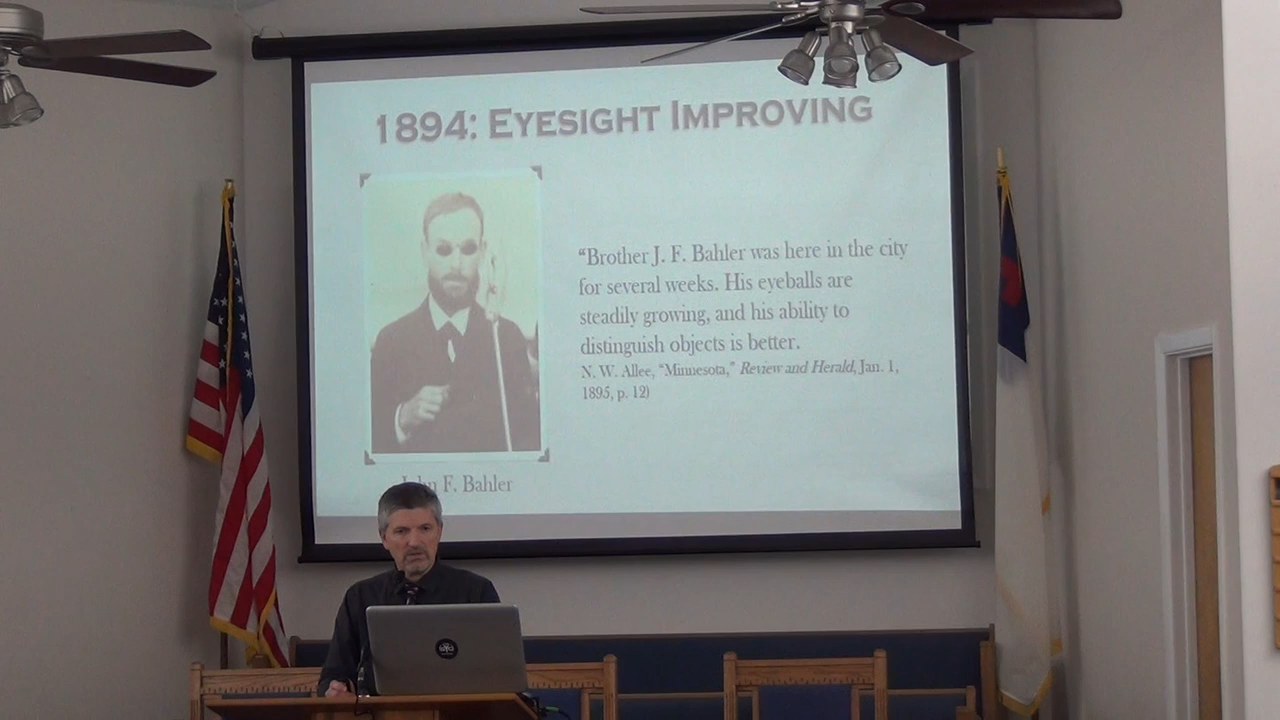 1894: EYESIGHT IMPROVING
“Brother J. F. Bahler was here in the city
for several weeks. His eyeballs are
steadily growing, and his ability to
distinguish objects is better.
N. W. Allee, “Minnesota,” Review and Herald, Jan. 1,
1895, p. 12)
John F. Bahler